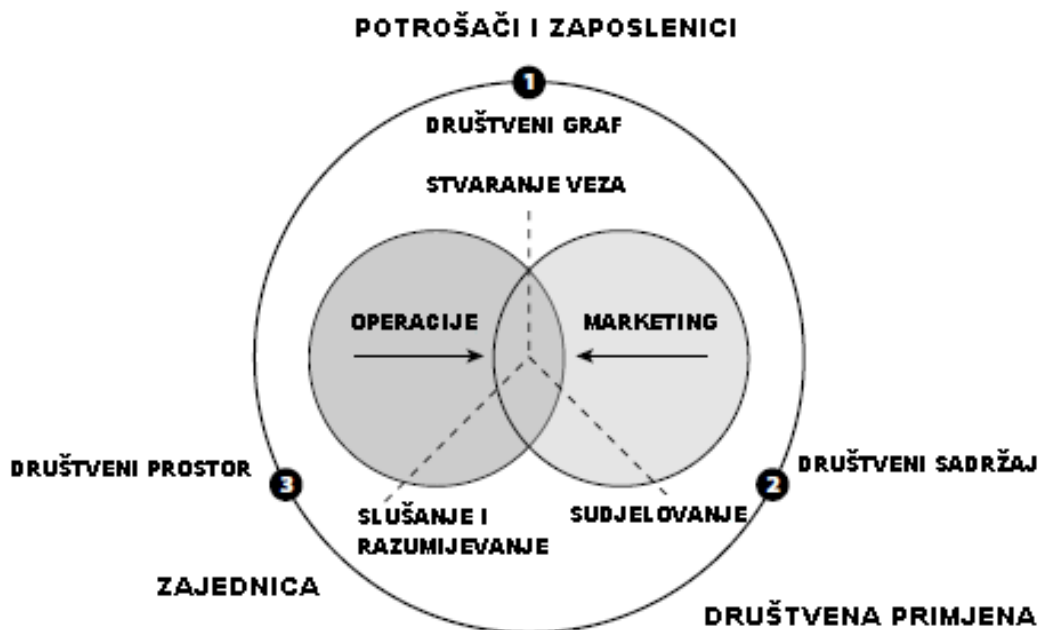 POTROŠAČI I ZAPOSLENICI
1
DRUŠTVENI GRAF
STVARANJE VEZA
OPERACIJE
MARKETING
DRUŠTVENI PROSTOR
3
DRUŠTVENI SADRŽAJ
2
SLUŠANJE I
RAZUMIJEVANJE
SUDJELOVANJE
ZAJEDNICA
DRUŠTVENA PRIMJENA